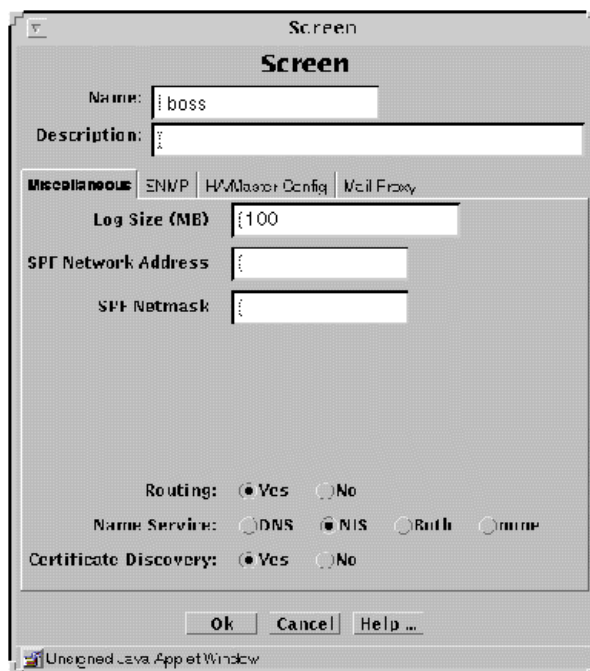 Screen
Screen
Name: boss
Description:
Miscellaneous SNMP HA/Master Config Mail Proxy
Log Size (MB) 100
SPF Network Address
SPF Netmask
Routing: Yes No
Name Service: DNS NIS Both none
Certificate Discovery: Yes No
Ok Cancel Help ...
Unsigned Java Applet Window